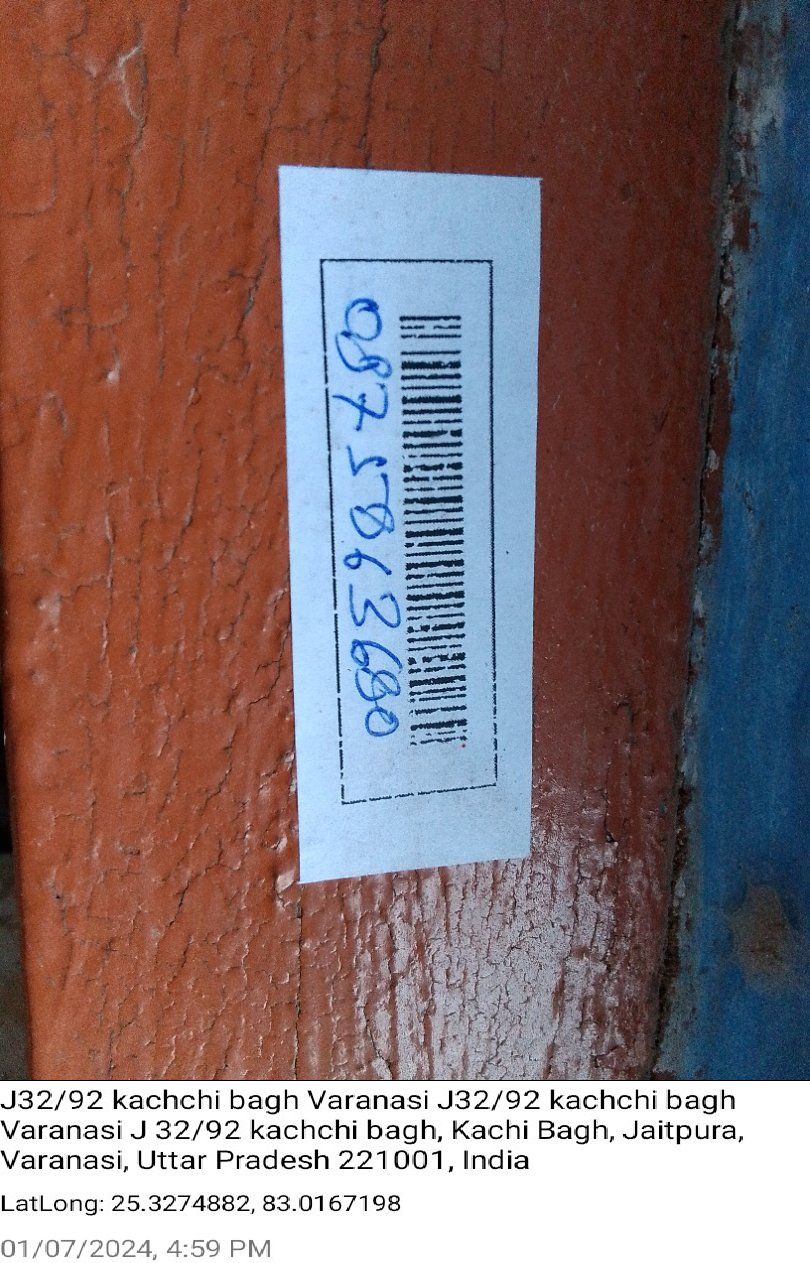 0875863680
J32/92 kachchi bagh Varanasi J32/92 kachchi bagh
Varanasi J 32/92 kachchi bagh, Kachi Bagh, Jaitpura,
Varanasi, Uttar Pradesh 221001, India
LatLong: 25.3274882, 83.0167198
01/07/2024, 4:59 PM